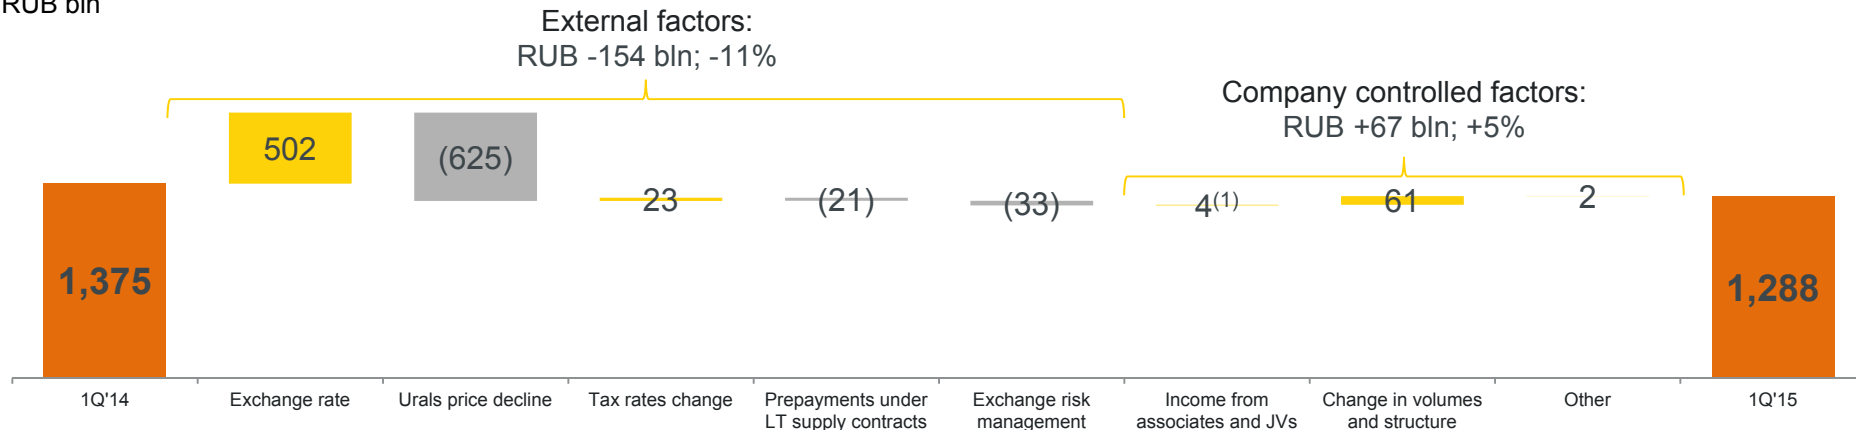 RUB bln
External factors:
RUB -154 bln; -11%
Company controlled factors:
RUB +67 bln; +5%
1,375
502
(625)
23
(21)
(33)
4(1)
61
2
1,288
1Q'14
Exchange rate
Urals price decline
Tax rates change
Prepayments under
LT supply contracts
Exchange risk
management
Income from
associates and JVs
Change in volumes
and structure
Other
1Q'15